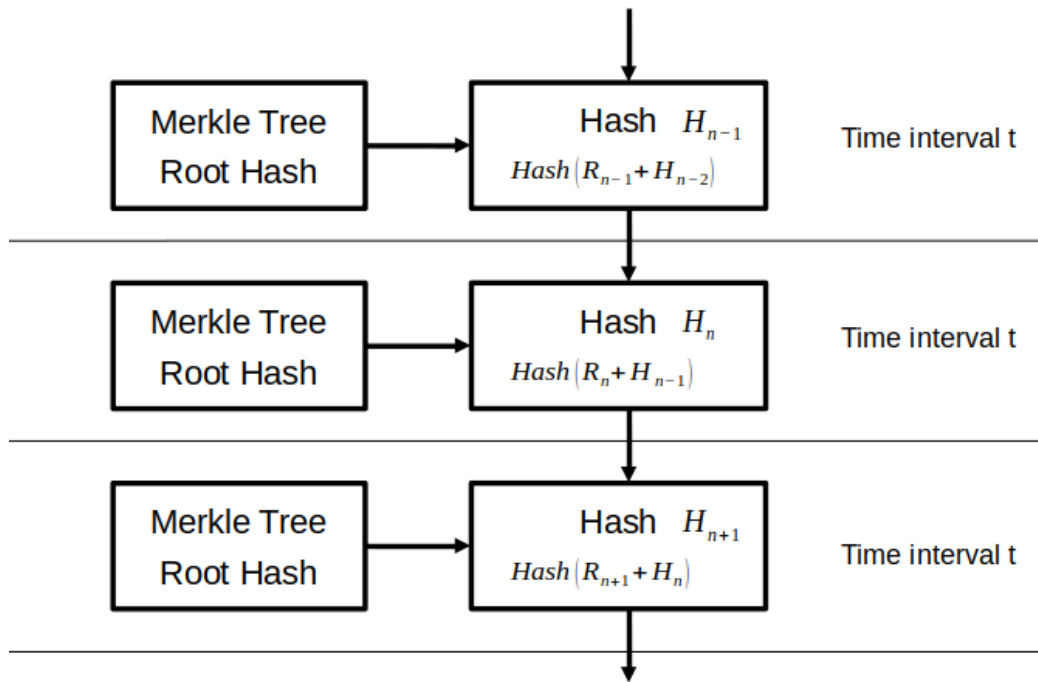 Merkle Tree
Root Hash
Hash H_{n−1}
Hash(R_{n−1}+H_{n−2})
Time interval t
Merkle Tree
Root Hash
Hash H_n
Hash(R_n+H_{n−1})
Time interval t
Merkle Tree
Root Hash
Hash H_{n+1}
Hash(R_{n+1}+H_n)
Time interval t